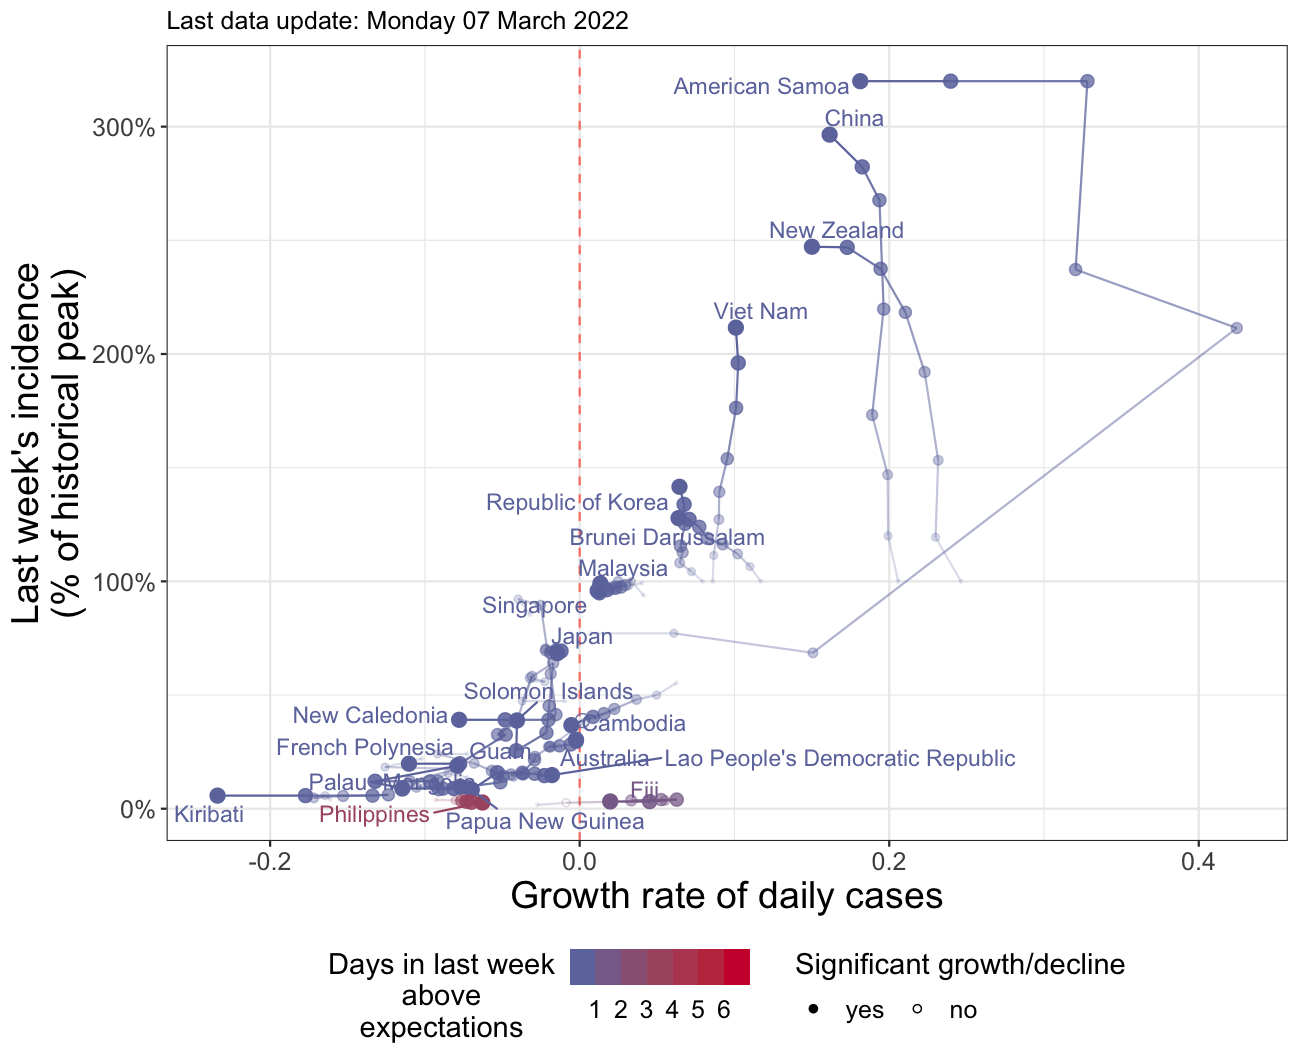 Last data update: Monday 07 March 2022
American Samoa
China
300%
New Zealand
Viet Nam
200%
Republic of Korea
Brunei Darussalam
Malaysia
100%
Singapore
Japan
Solomon Islands
New Caledonia
Cambodia
French Polynesia
Guam
Australia
Lao People's Democratic Republic
Palau
Mongolia
Fiji
0%
Kiribati
Philippines
Papua New Guinea
Last week's incidence
(% of historical peak)
-0.2
0.0
0.2
0.4
Growth rate of daily cases
Days in last week
above
expectations
1 2 3 4 5 6
Significant growth/decline
yes
no